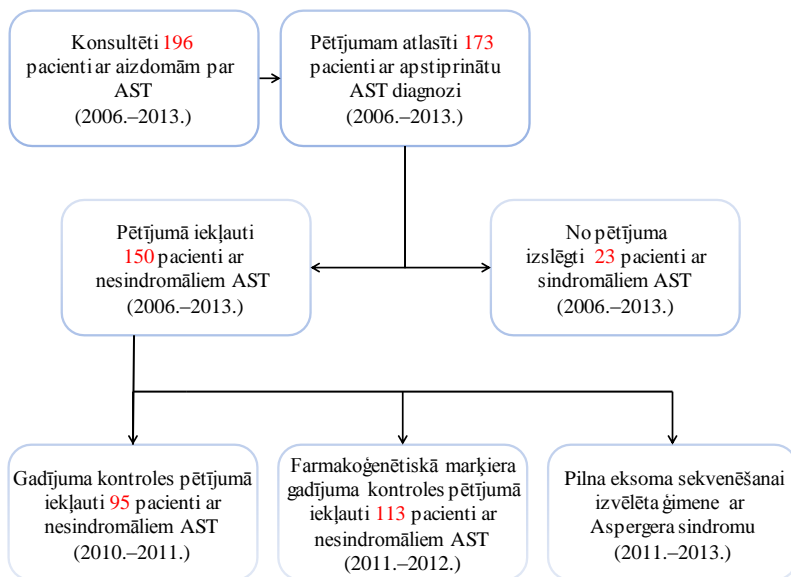 Konsultēti 196
pacienti ar aizdomām par
AST
(2006.–2013.)
Pētījumam atlasīti 173
pacienti ar apstiprinātu
AST diagnozi
(2006.–2013.)
Pētījumā iekļauti
150 pacienti ar
nesindromāliem AST
(2006.–2013.)
No pētījuma
izslēgti 23 pacienti ar
sindromāliem AST
(2006.–2013.)
Gadījuma kontroles pētījumā
iekļauti 95 pacienti ar
nesindromāliem AST
(2010.–2011.)
Farmakoģenētiskā marķiera
gadījuma kontroles pētījumā
iekļauti 113 pacienti ar
nesindromāliem AST
(2011.–2012.)
Pilna eksoma sekvenēšanai
izvēlēta ģimene ar
Aspergera sindromu
(2011.–2013.)